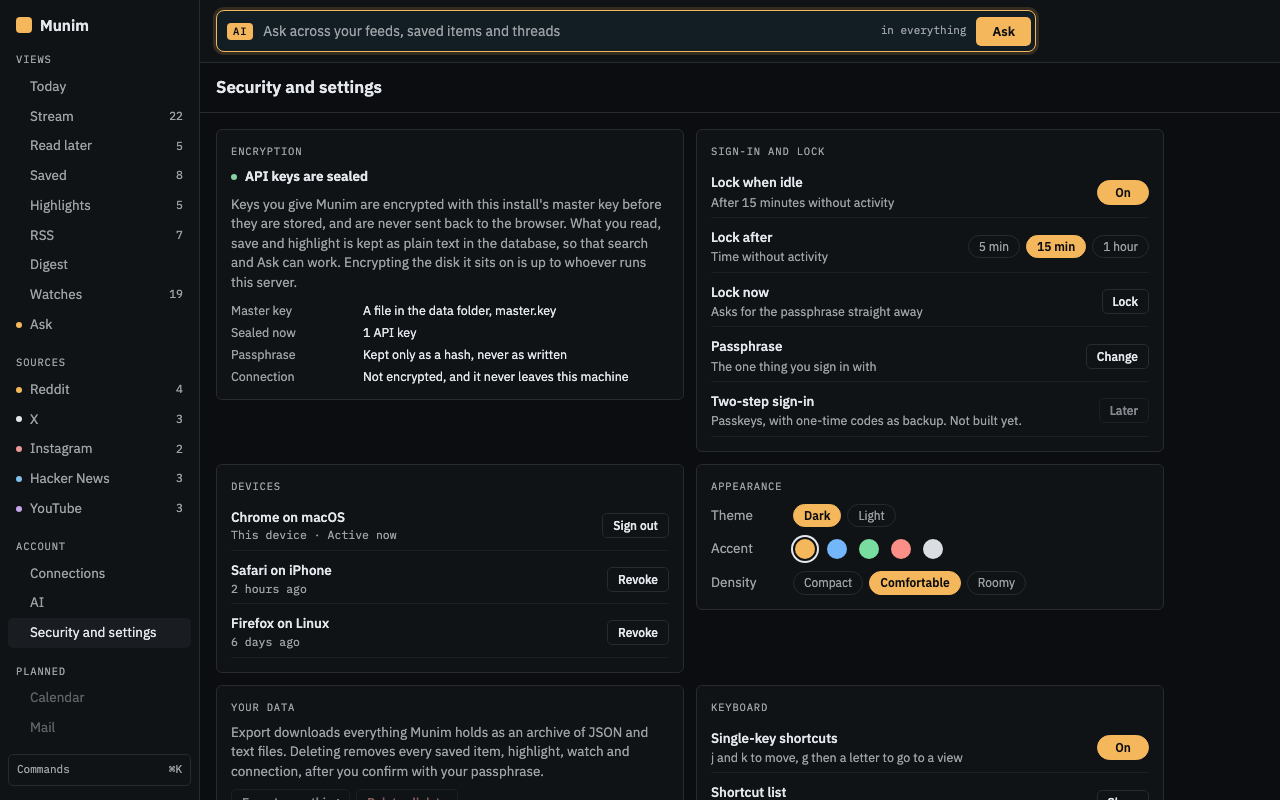 Munim
VIEWS
Today
Stream 22
Read later 5
Saved 8
Highlights 5
RSS 7
Digest
Watches 19
Ask
SOURCES
Reddit 4
X 3
Instagram 2
Hacker News 3
YouTube 3
ACCOUNT
Connections
AI
Security and settings
PLANNED
Calendar
Mail
Commands ⌘K
AI Ask across your feeds, saved items and threads in everything Ask
Security and settings
ENCRYPTION
API keys are sealed
Keys you give Munim are encrypted with this install's master key before
they are stored, and are never sent back to the browser. What you read,
save and highlight is kept as plain text in the database, so that search
and Ask can work. Encrypting the disk it sits on is up to whoever runs
this server.
Master key A file in the data folder, master.key
Sealed now 1 API key
Passphrase Kept only as a hash, never as written
Connection Not encrypted, and it never leaves this machine
SIGN-IN AND LOCK
Lock when idle On
After 15 minutes without activity
Lock after 5 min 15 min 1 hour
Time without activity
Lock now Lock
Asks for the passphrase straight away
Passphrase Change
The one thing you sign in with
Two-step sign-in Later
Passkeys, with one-time codes as backup. Not built yet.
DEVICES
Chrome on macOS Sign out
This device · Active now
Safari on iPhone Revoke
2 hours ago
Firefox on Linux Revoke
6 days ago
APPEARANCE
Theme Dark Light
Accent
Density Compact Comfortable Roomy
YOUR DATA
Export downloads everything Munim holds as an archive of JSON and
text files. Deleting removes every saved item, highlight, watch and
connection, after you confirm with your passphrase.
KEYBOARD
Single-key shortcuts On
j and k to move, g then a letter to go to a view
Shortcut list